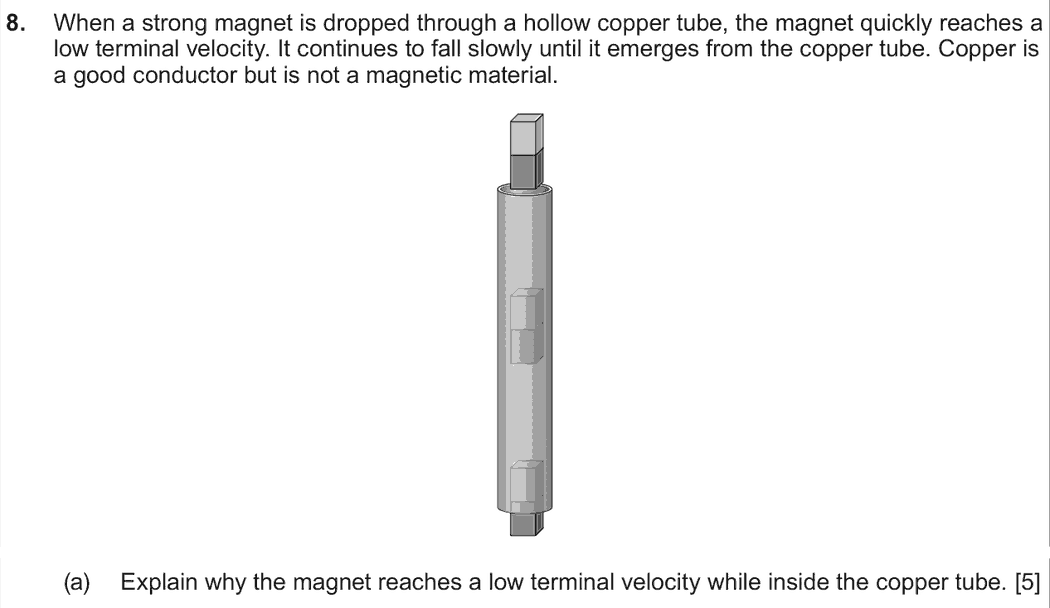 8. When a strong magnet is dropped through a hollow copper tube, the magnet quickly reaches a
low terminal velocity. It continues to fall slowly until it emerges from the copper tube. Copper is
a good conductor but is not a magnetic material.
(a) Explain why the magnet reaches a low terminal velocity while inside the copper tube. [5]